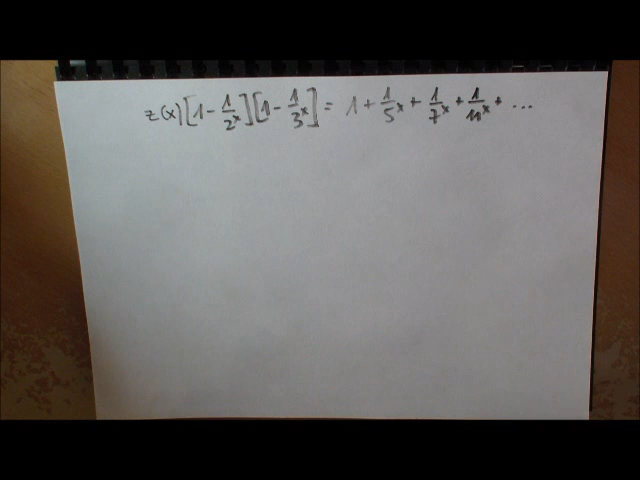 z(x)[1-1/2^x][1-1/3^x] = 1 + 1/5^x + 1/7^x + 1/11^x + ...